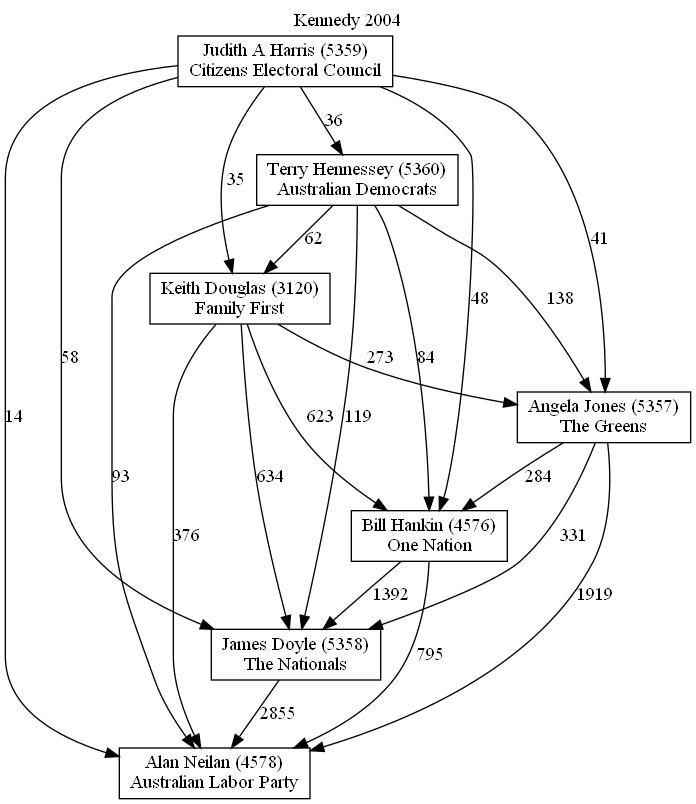 Kennedy 2004
Judith A Harris (5359)
Citizens Electoral Council
36
Terry Hennessey (5360)
Australian Democrats
35
62
41
Keith Douglas (3120)
Family First
48
138
58
273
84
14
623
119
Angela Jones (5357)
The Greens
93
634
284
376
Bill Hankin (4576)
One Nation
331
1392
1919
James Doyle (5358)
The Nationals
795
2855
Alan Neilan (4578)
Australian Labor Party